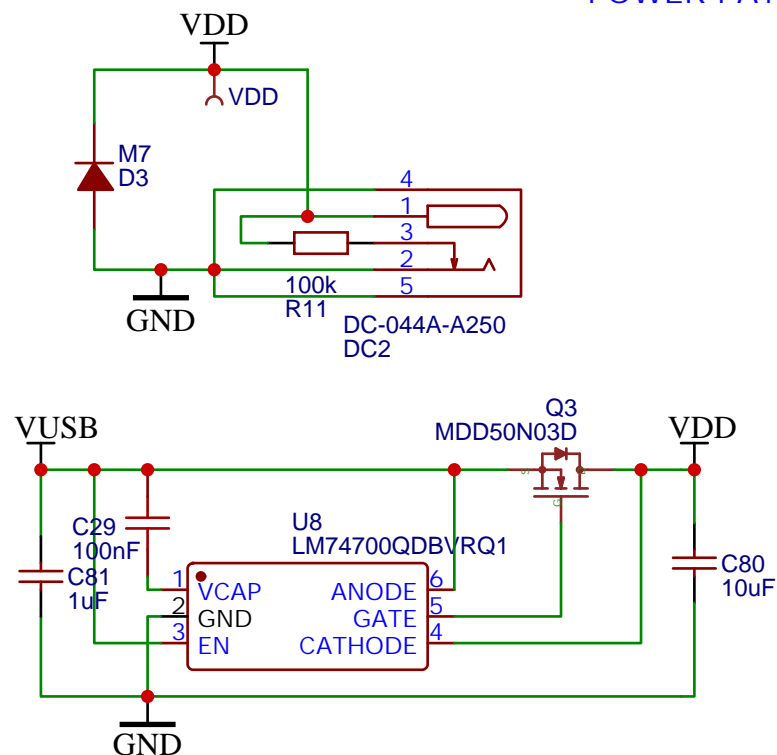 VDD
VDD
M7
D3
4
1
3
2
5
100k
R11
GND
DC-044A-A250
DC2
Q3
MDD50N03D
VUSB
VDD
C29
100nF
C81
1uF
U8
LM74700QDBVRQ1
1 VCAP ANODE 6
2 GND GATE 5
3 EN CATHODE 4
C80
10uF
G
S
GND